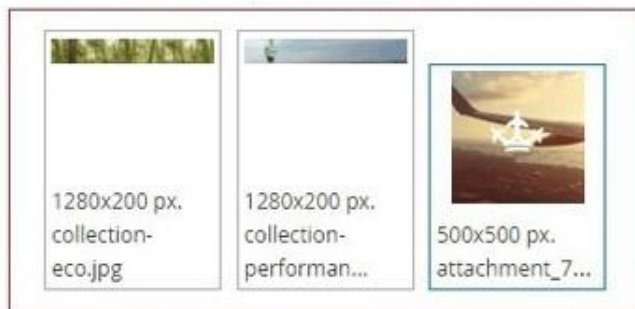 1280x200 px.
collection-
eco.jpg
1280x200 px.
collection-
performan...
500x500 px.
attachment_7...